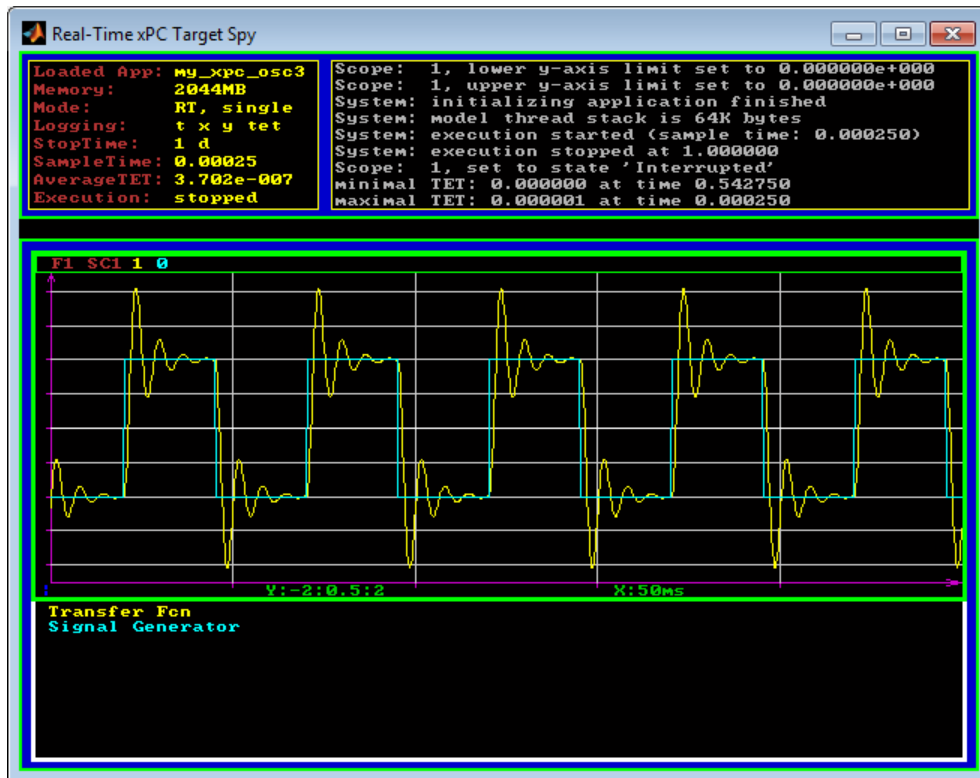 Real-Time xPC Target Spy
Loaded App: my_xpc_osc3
Memory: 2044MB
Mode: RT, single
Logging: t x y tet
StopTime: 1 d
SampleTime: 0.00025
AverageTET: 3.702e-007
Execution: stopped
Scope: 1, lower y-axis limit set to 0.000000e+000
Scope: 1, upper y-axis limit set to 0.000000e+000
System: initializing application finished
System: model thread stack is 64K bytes
System: execution started (sample time: 0.000250)
System: execution stopped at 1.000000
Scope: 1, set to state 'Interrupted'
minimal TET: 0.000000 at time 0.542750
maximal TET: 0.000001 at time 0.000250
F1 SC1 1 0
Y:-2:0.5:2 X:50ms
Transfer Fcn
Signal Generator